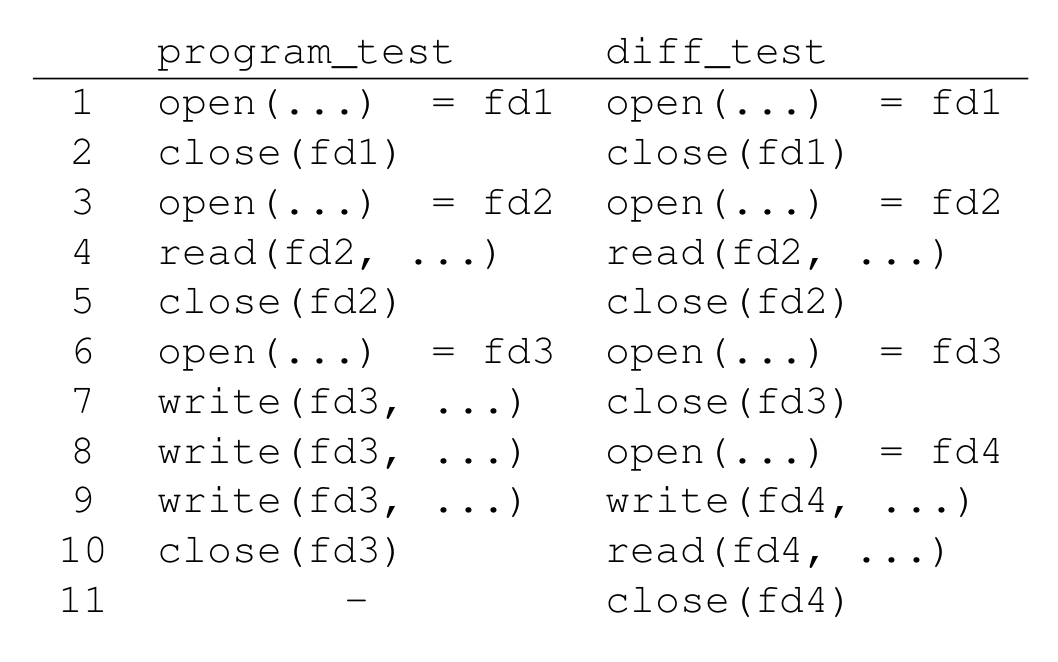 program_test diff_test
1 open(...) = fd1 open(...) = fd1
2 close(fd1) close(fd1)
3 open(...) = fd2 open(...) = fd2
4 read(fd2, ...) read(fd2, ...)
5 close(fd2) close(fd2)
6 open(...) = fd3 open(...) = fd3
7 write(fd3, ...) close(fd3)
8 write(fd3, ...) open(...) = fd4
9 write(fd3, ...) write(fd4, ...)
10 close(fd3) read(fd4, ...)
11 - close(fd4)